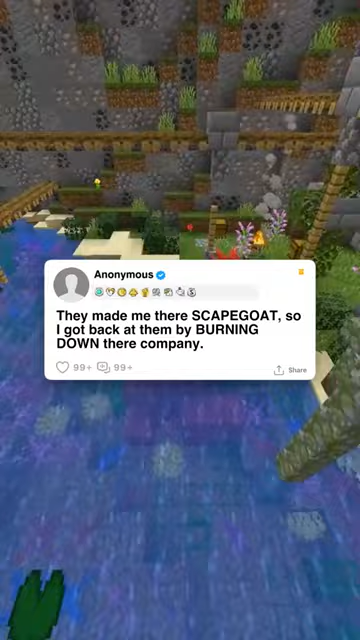 Anonymous
They made me there SCAPEGOAT, so
I got back at them by BURNING
DOWN there company.
99+ 99+ Share